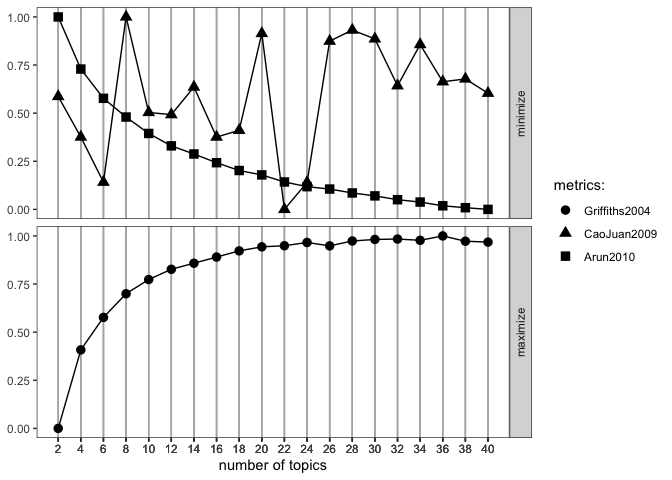 1.00
0.75
0.50
0.25
0.00
minimize
1.00
0.75
0.50
0.25
0.00
maximize
2 4 6 8 10 12 14 16 18 20 22 24 26 28 30 32 34 36 38 40
number of topics
metrics:
Griffiths2004
CaoJuan2009
Arun2010